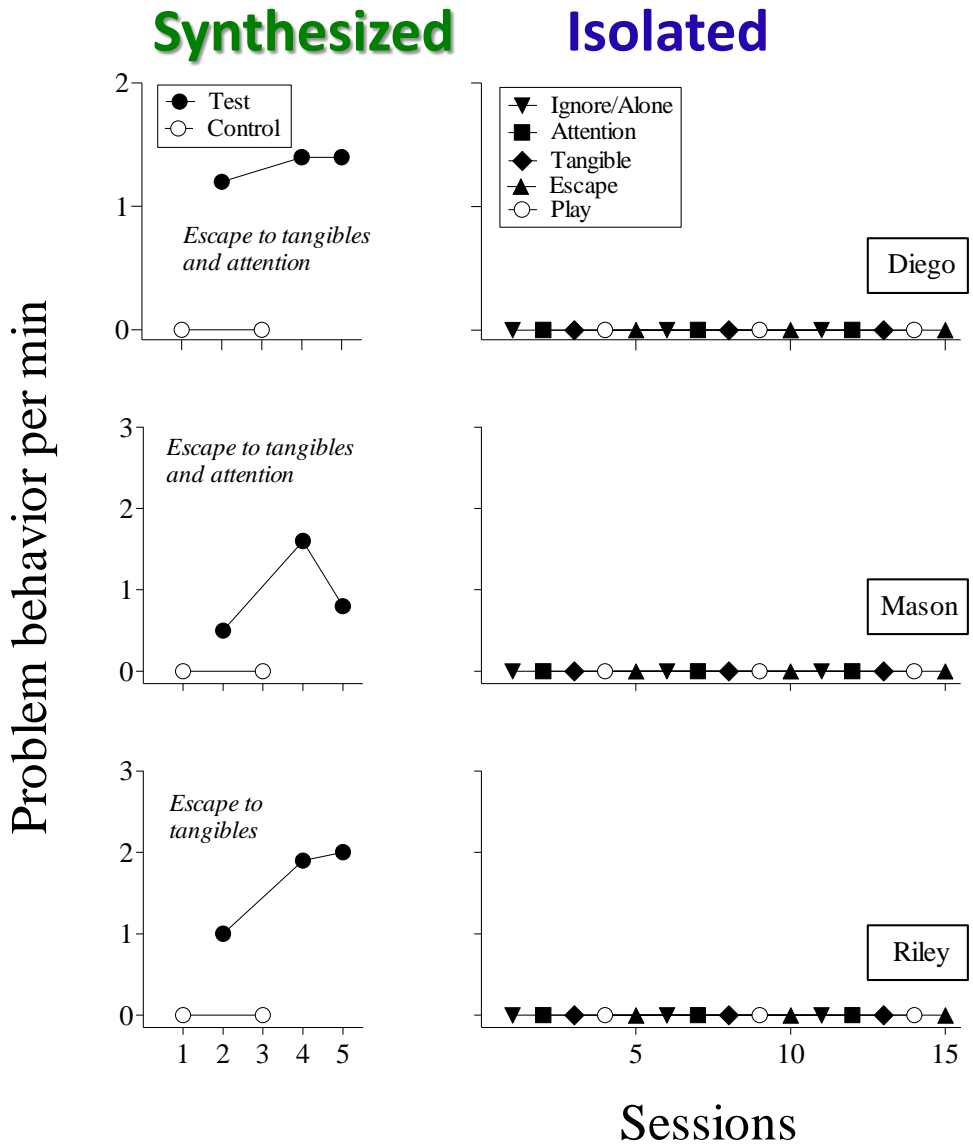 Synthesized
Isolated
2
1
0
Test
Control
Escape to tangibles
and attention
Ignore/Alone
Attention
Tangible
Escape
Play
Diego
Problem behavior per min
3
2
1
0
Escape to tangibles
and attention
Mason
3
2
1
0
Escape to
tangibles
Riley
1 2 3 4 5
5 10 15
Sessions